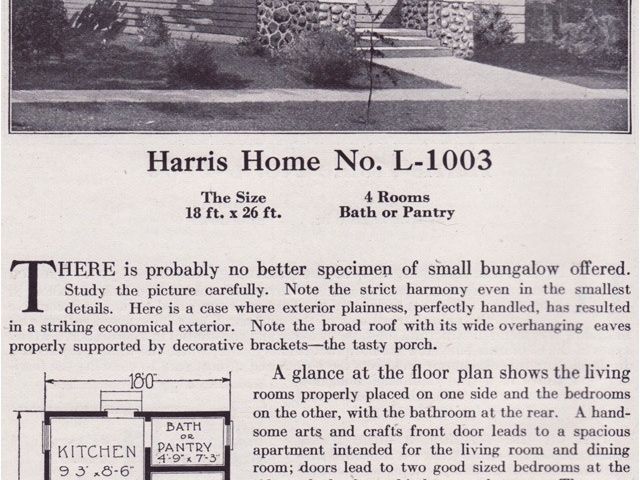 Harris Home No. L-1003
The Size
18 ft. x 26 ft.
4 Rooms
Bath or Pantry
THERE is probably no better specimen of small bungalow offered.
Study the picture carefully. Note the strict harmony even in the smallest
details. Here is a case where exterior plainness, perfectly handled, has resulted
in a striking economical exterior. Note the broad roof with its wide overhanging eaves
properly supported by decorative brackets—the tasty porch.
A glance at the floor plan shows the living
rooms properly placed on one side and the bedrooms
on the other, with the bathroom at the rear. A hand-
some arts and crafts front door leads to a spacious
apartment intended for the living room and dining
room; doors lead to two good sized bedrooms at the
18'0"
KITCHEN
9'3" x 8'-6"
BATH
OR
PANTRY
4'-9" x 7'-3"